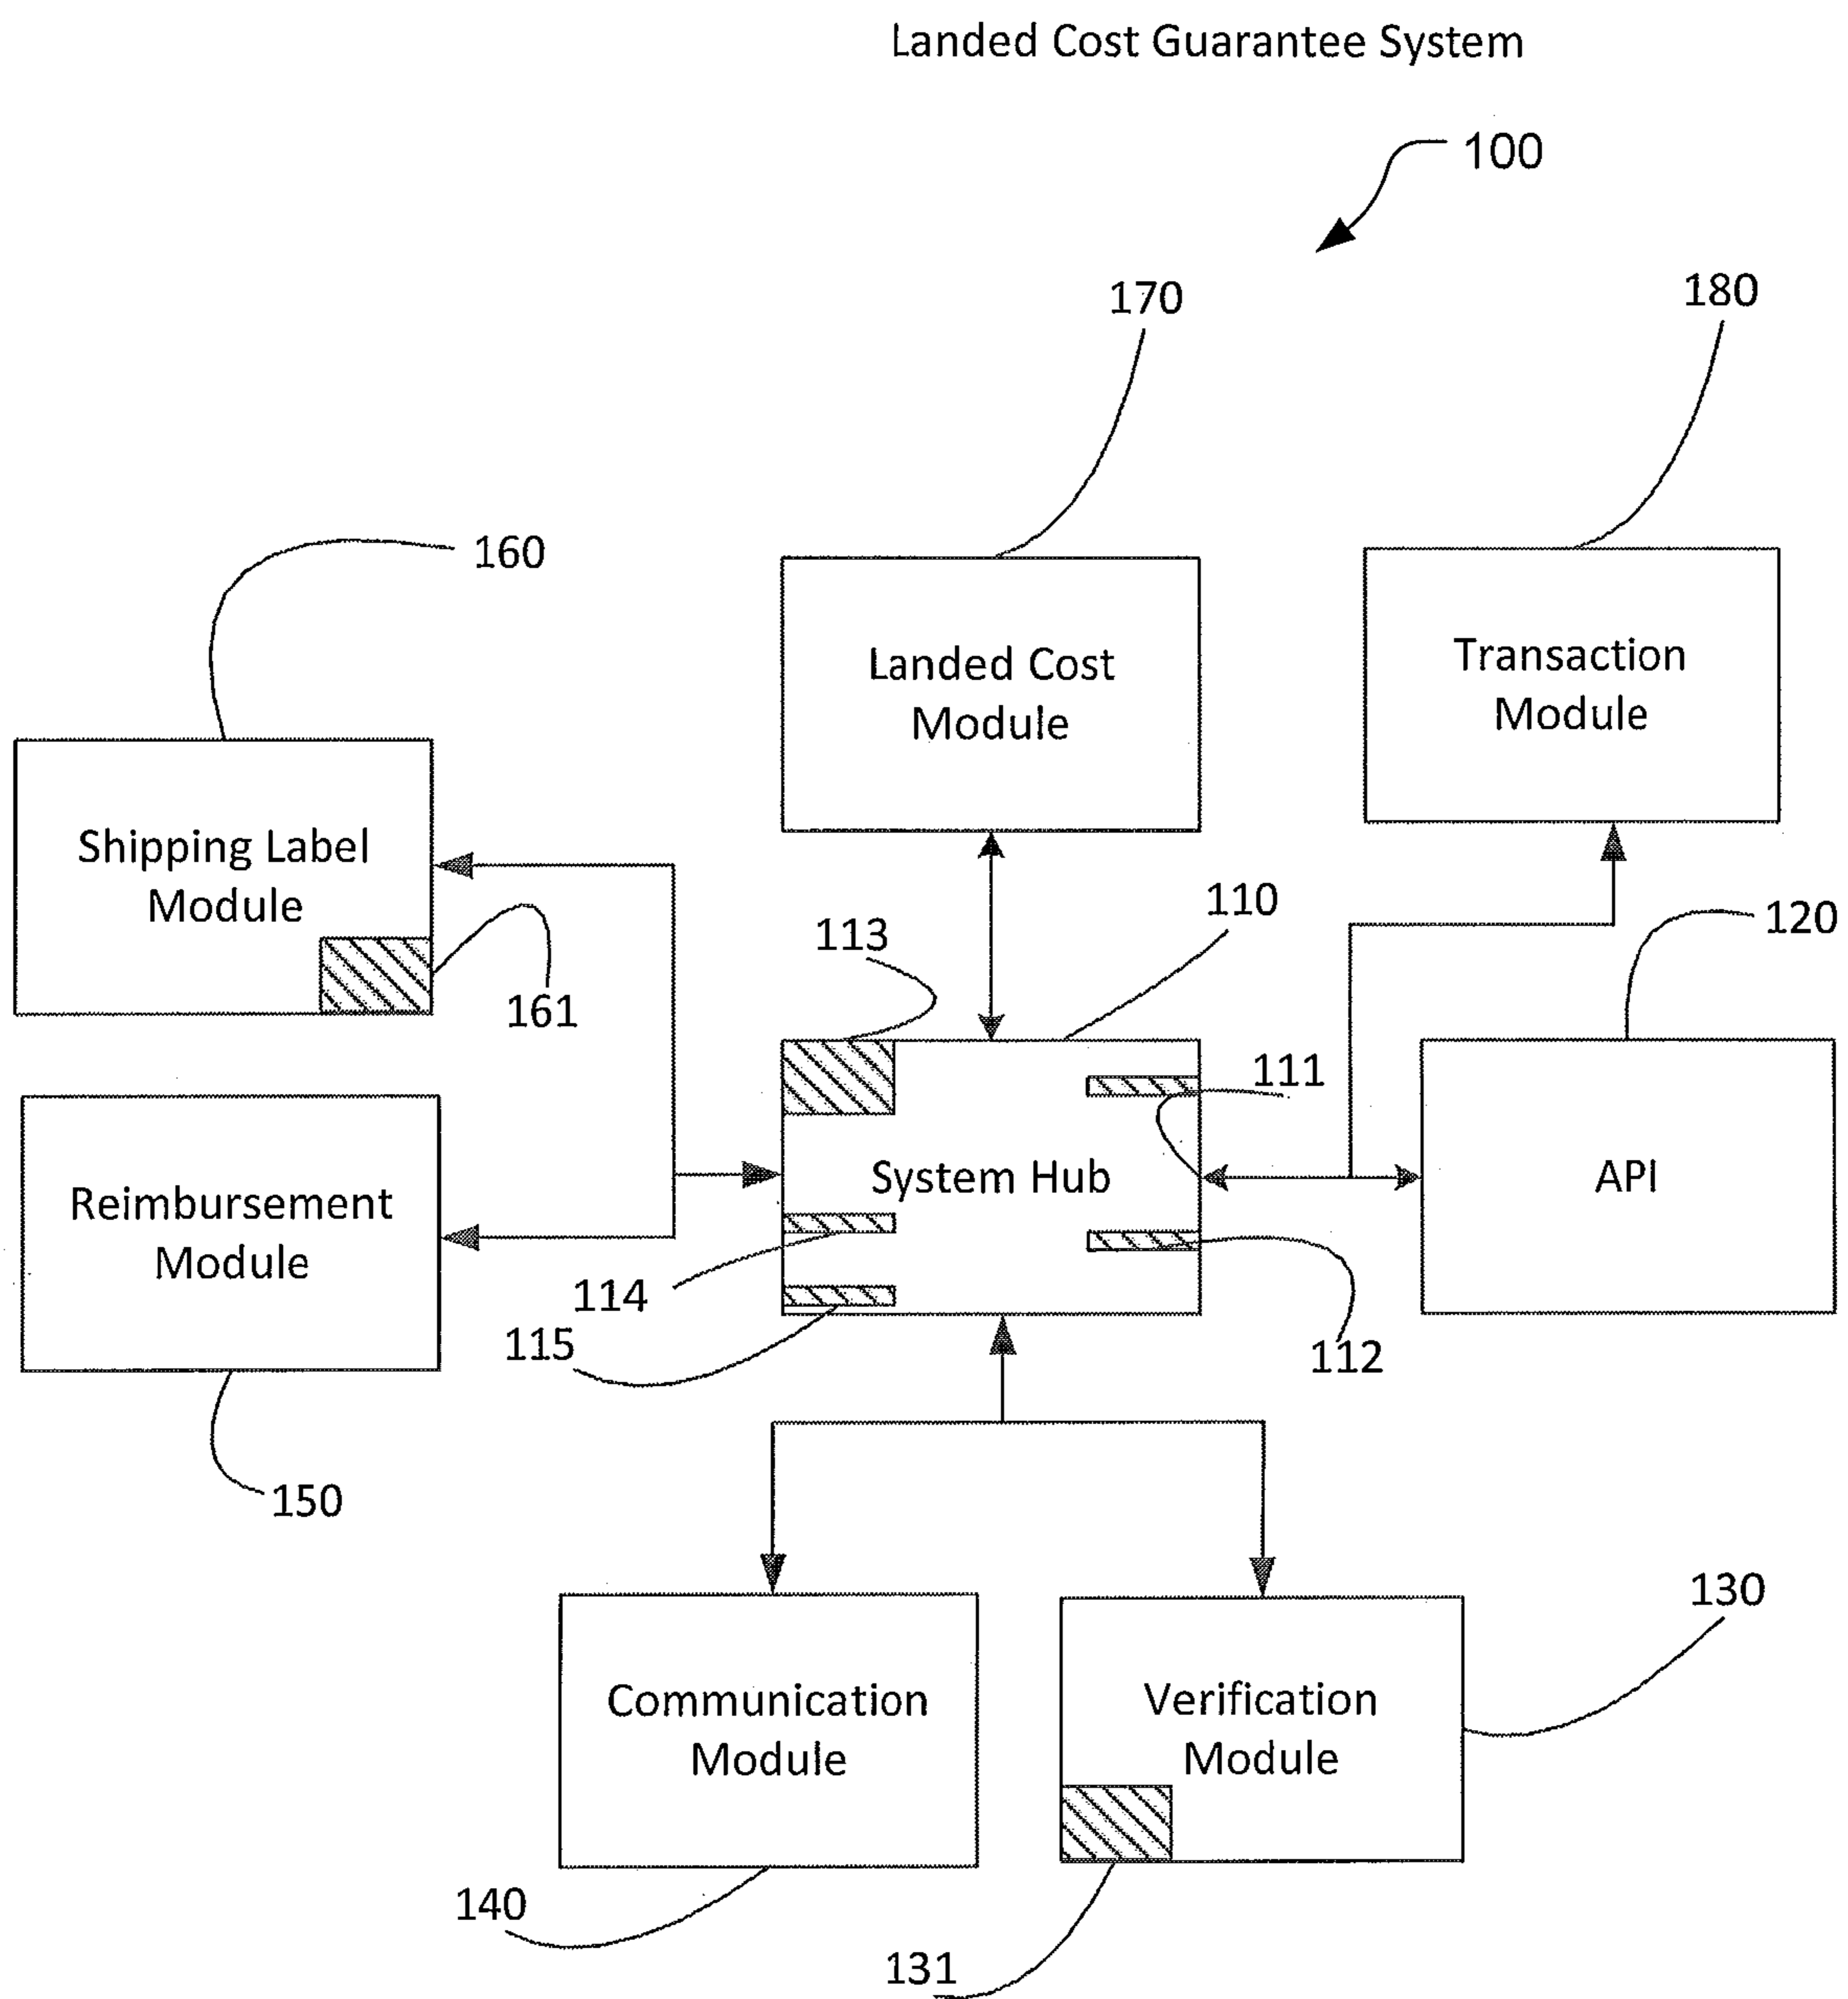 Landed Cost Guarantee System
100
170
180
160
Landed Cost
Module
Transaction
Module
Shipping Label
Module
161
113
110
120
111
System Hub
API
Reimbursement
Module
114
115
112
150
Communication
Module
Verification
Module
130
140
131